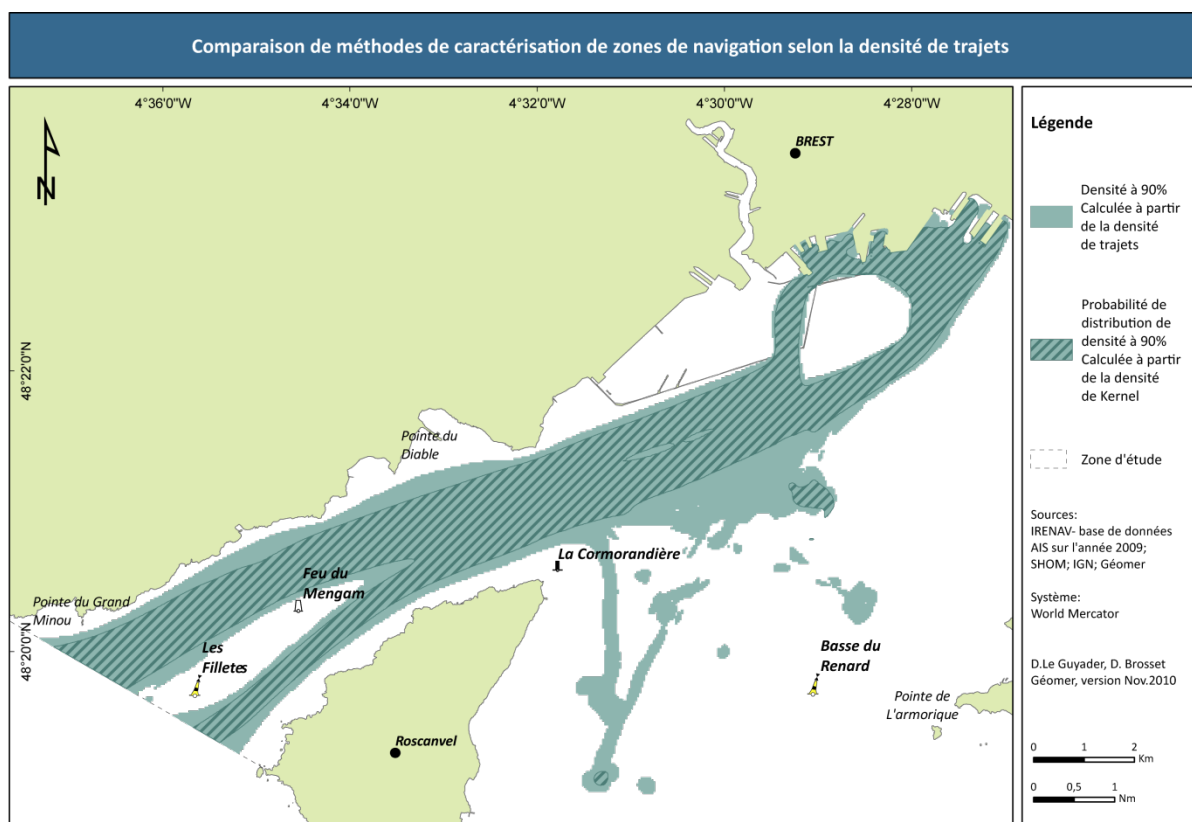 Comparaison de méthodes de caractérisation de zones de navigation selon la densité de trajets
4°36'0"W
4°34'0"W
4°32'0"W
4°30'0"W
4°28'0"W
N
BREST
48°22'0"N
Pointe du
Diable
La Cormorandière
Feu du
Mengam
Pointe du Grand
Minou
48°20'0"N
Les
Filletes
Basse du
Renard
Pointe de
L'armorique
Roscanvel
Légende
Densité à 90%
Calculée à partir
de la densité
de trajets
Probabilité de
distribution de
densité à 90%
Calculée à partir
de la densité
de Kernel
Zone d'étude
Sources:
IRENAV- base de données
AIS sur l'année 2009;
SHOM; IGN; Géomer
Système:
World Mercator
D.Le Guyader, D. Brosset
Géomer, version Nov.2010
0 1 2
Km
0 0,5 1
Nm